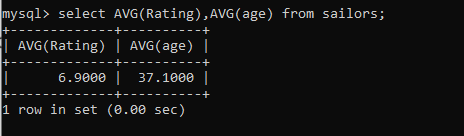 mysql> select AVG(Rating),AVG(age) from sailors;
+-------------+----------+
| AVG(Rating) | AVG(age) |
+-------------+----------+
|      6.9000 |  37.1000 |
+-------------+----------+
1 row in set (0.00 sec)